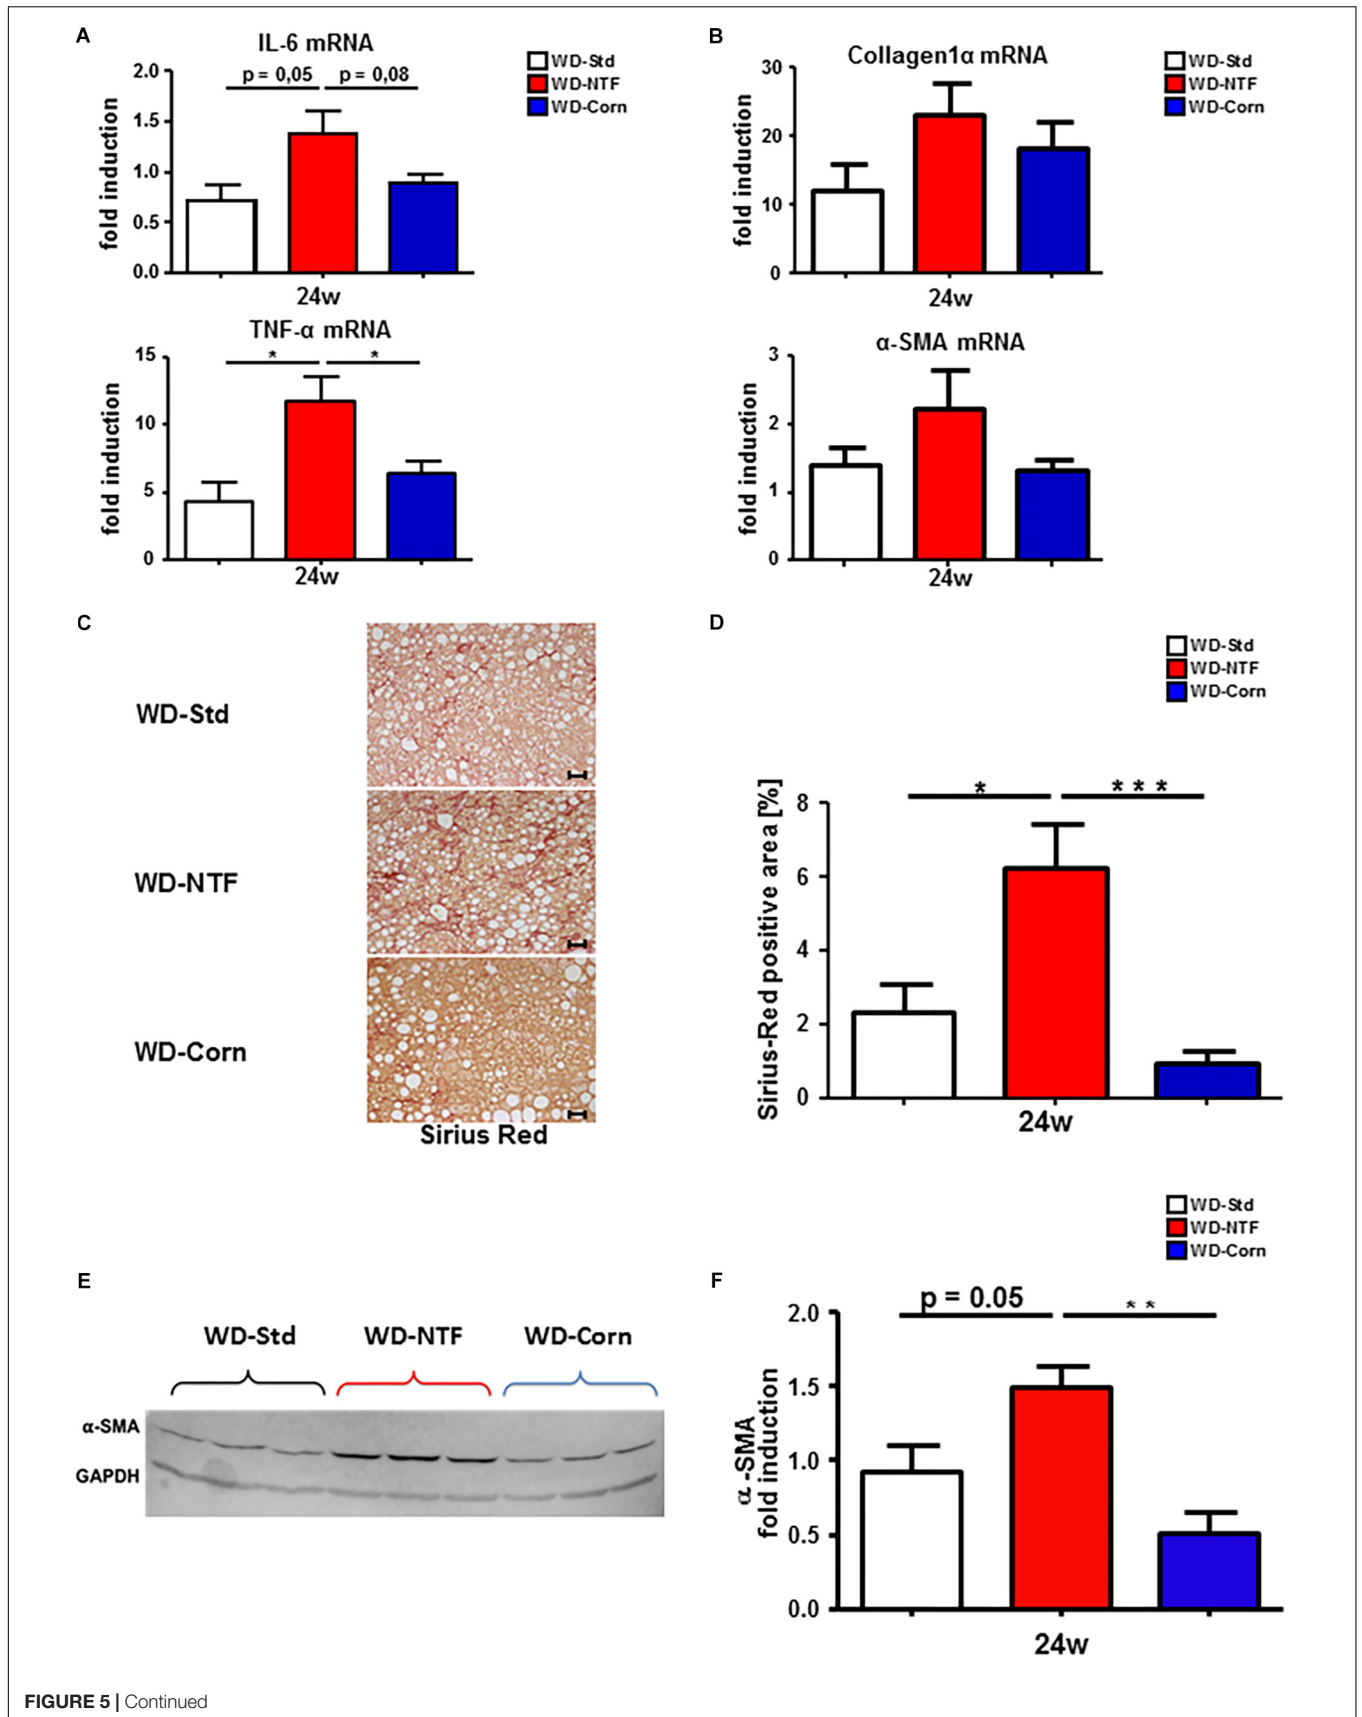 A
IL-6 mRNA
p = 0,05 p = 0,08
fold induction
2.0
1.5
1.0
0.5
0.0
24w
WD-Std
WD-NTF
WD-Corn
TNF-α mRNA
* *
fold induction
15
10
5
0
24w
B
Collagen1α mRNA
fold induction
30
20
10
0
24w
WD-Std
WD-NTF
WD-Corn
α-SMA mRNA
fold induction
3
2
1
0
24w
C
WD-Std
WD-NTF
WD-Corn
Sirius Red
D
WD-Std
WD-NTF
WD-Corn
* * * *
Sirius-Red positive area [%]
8
6
4
2
0
24w
E
WD-Std WD-NTF WD-Corn
α-SMA
GAPDH
F
WD-Std
WD-NTF
WD-Corn
p = 0.05 * *
α -SMA
fold induction
2.0
1.5
1.0
0.5
0.0
24w
FIGURE 5 | Continued